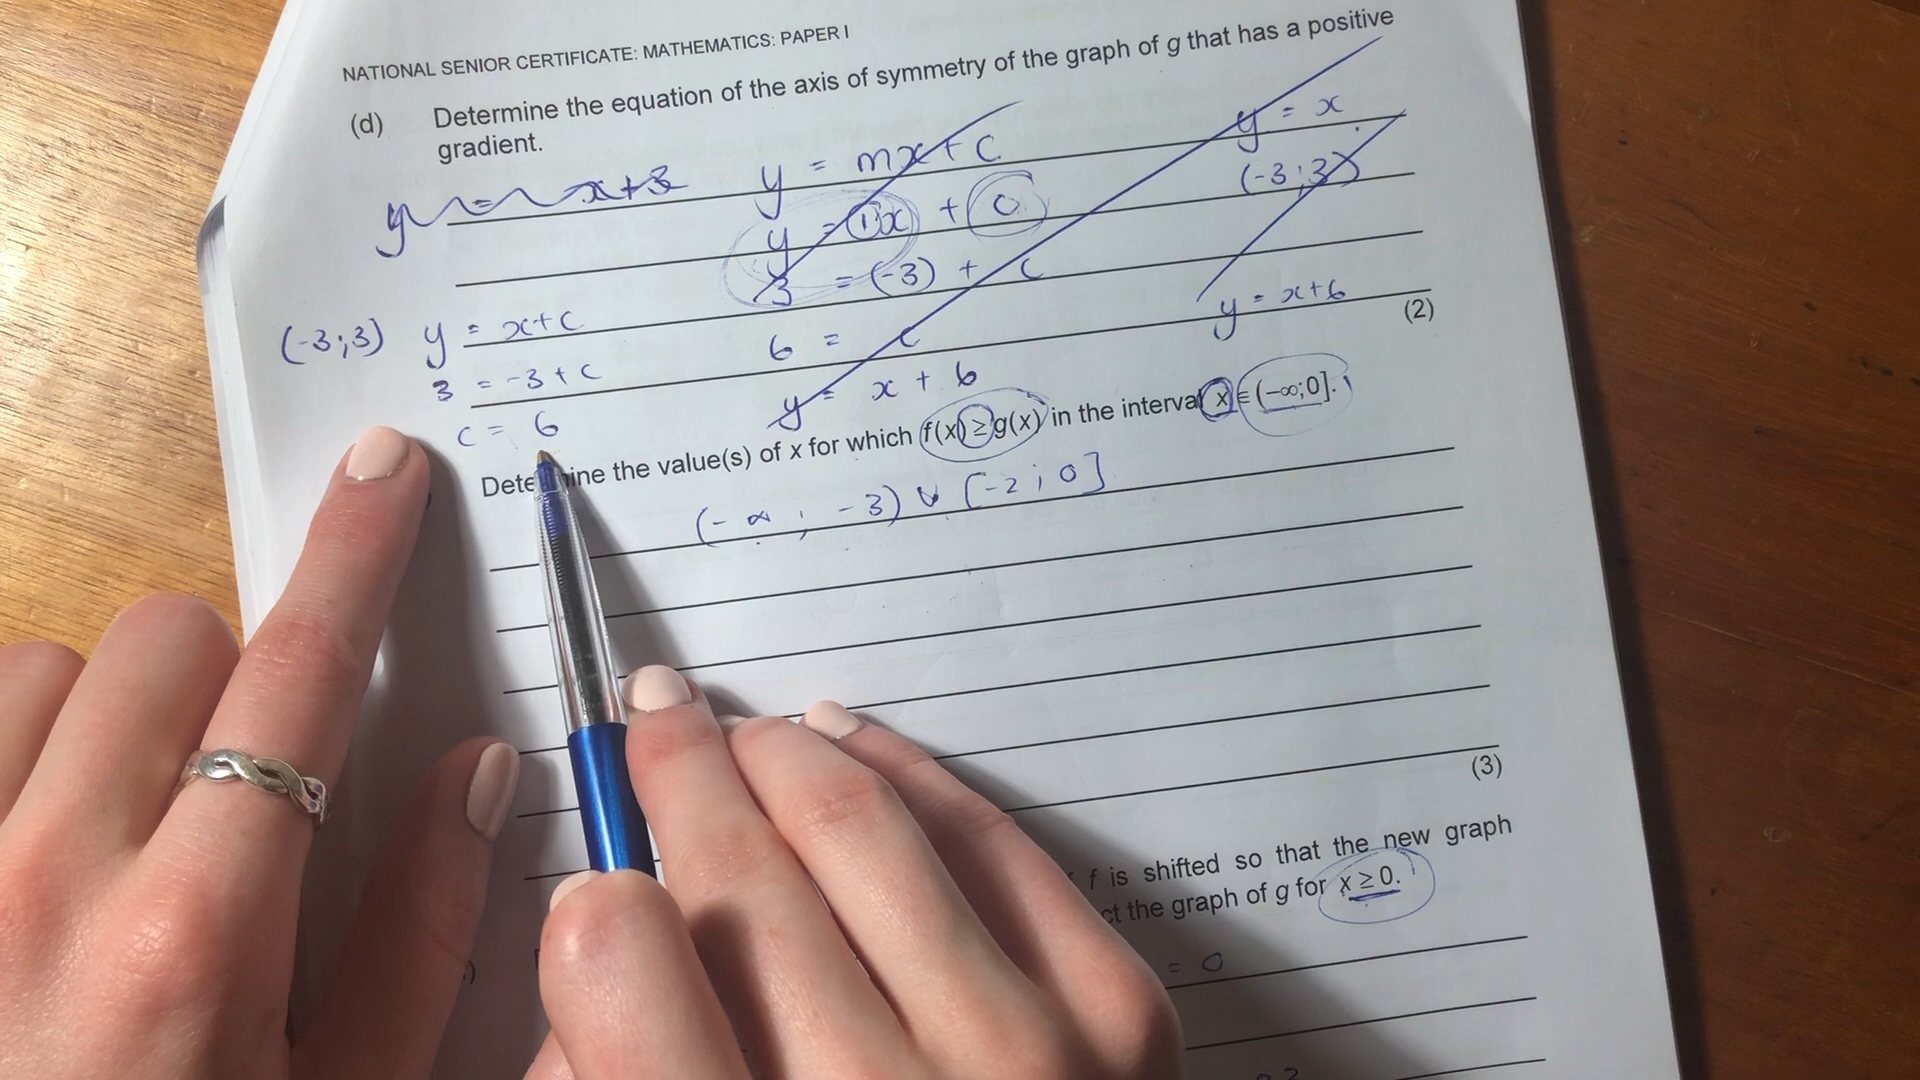 NATIONAL SENIOR CERTIFICATE: MATHEMATICS: PAPER I
(d) Determine the equation of the axis of symmetry of the graph of g that has a positive
gradient.
y = x+3
y = mx+c
y = x
(-3;3)
y = 1x + 0
3 = (-3) + c
6 = c
y = x + 6
y = x+6
(2)
(-3;3) y = x+c
3 = -3+c
c = 6
Determine the value(s) of x for which f(x) ≥ g(x) in the interval x ∈ (−∞;0].
(-∞ ; -3) ∪ [-2 ; 0]
(3)
f is shifted so that the new graph
the graph of g for x ≥ 0.
= 0